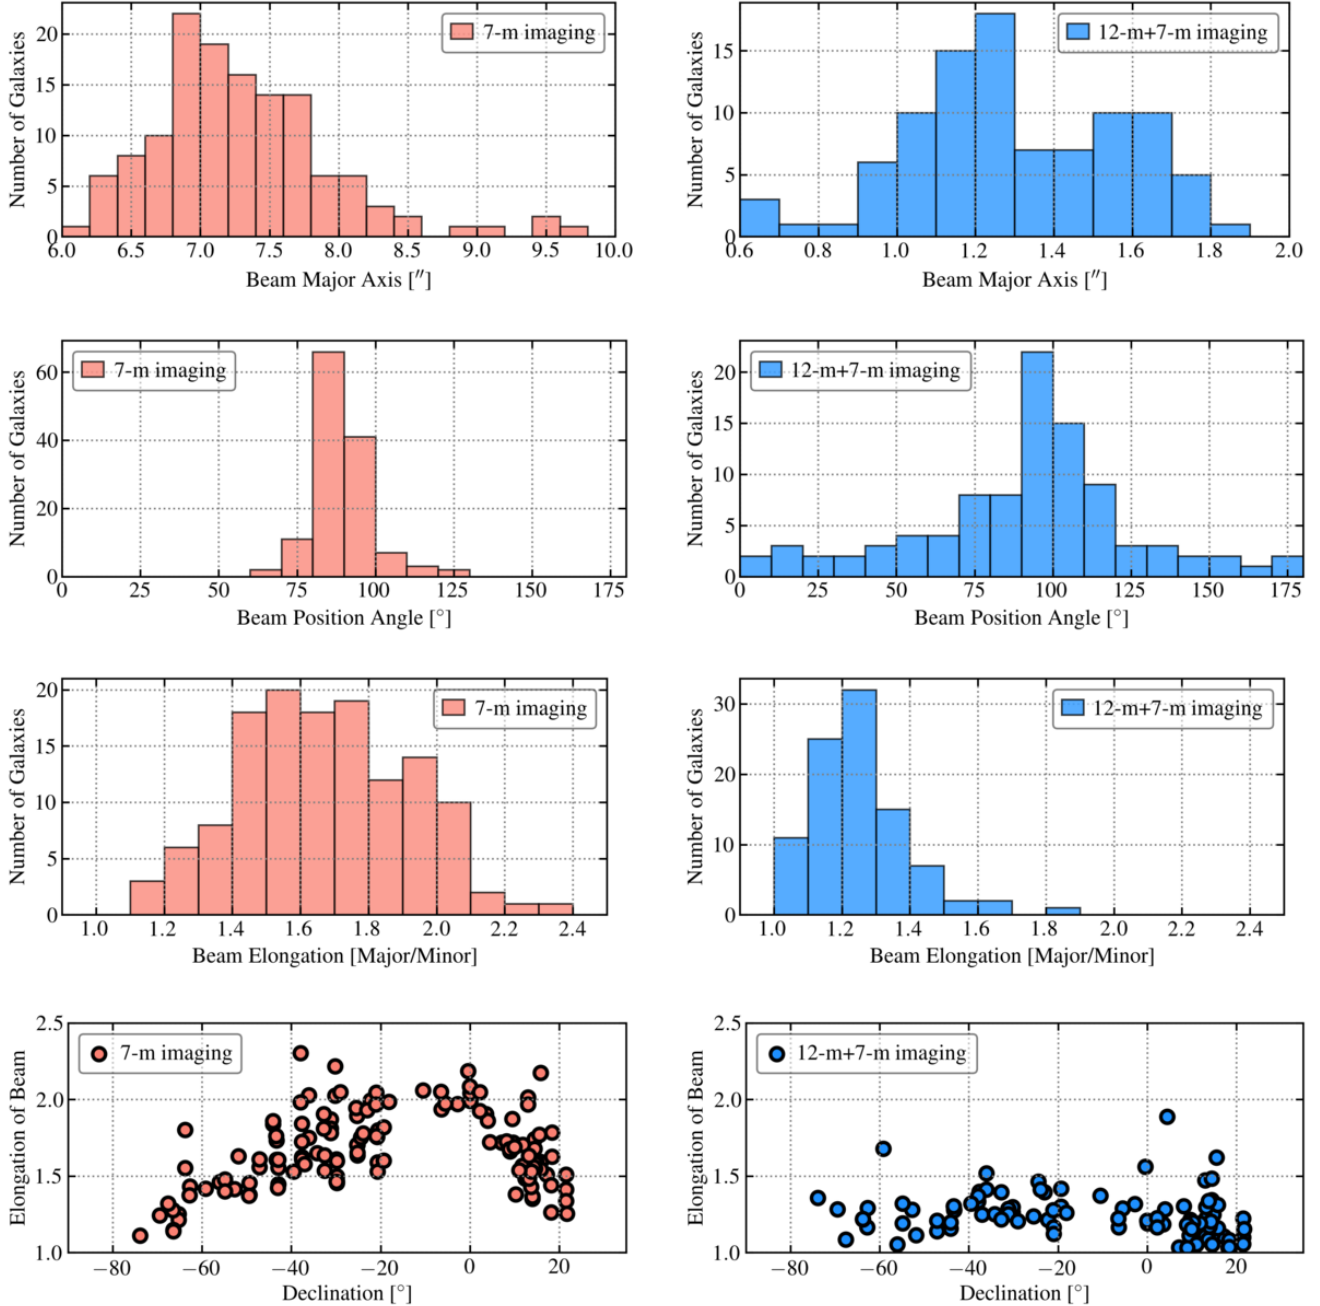 Number of Galaxies
20
15
10
5
0
7-m imaging
6.0 6.5 7.0 7.5 8.0 8.5 9.0 9.5 10.0
Beam Major Axis [″]
Number of Galaxies
15
10
5
0
12-m+7-m imaging
0.6 0.8 1.0 1.2 1.4 1.6 1.8 2.0
Beam Major Axis [″]
Number of Galaxies
60
40
20
0
7-m imaging
0 25 50 75 100 125 150 175
Beam Position Angle [°]
Number of Galaxies
20
15
10
5
0
12-m+7-m imaging
0 25 50 75 100 125 150 175
Beam Position Angle [°]
Number of Galaxies
20
15
10
5
0
7-m imaging
1.0 1.2 1.4 1.6 1.8 2.0 2.2 2.4
Beam Elongation [Major/Minor]
Number of Galaxies
30
20
10
0
12-m+7-m imaging
1.0 1.2 1.4 1.6 1.8 2.0 2.2 2.4
Beam Elongation [Major/Minor]
Elongation of Beam
2.5
2.0
1.5
1.0
7-m imaging
−80 −60 −40 −20 0 20
Declination [°]
Elongation of Beam
2.5
2.0
1.5
1.0
12-m+7-m imaging
−80 −60 −40 −20 0 20
Declination [°]